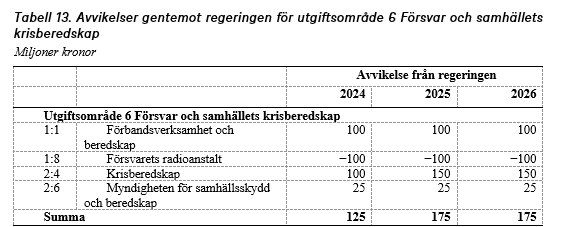 Tabell 13. Avvikelser gentemot regeringen för utgiftsområde 6 Försvar och samhällets
krisberedskap
Miljoner kronor
Avvikelse från regeringen
2024 2025 2026
Utgiftsområde 6 Försvar och samhällets krisberedskap
1:1 Förbandsverksamhet och 100 100 100
beredskap
1:8 Försvarets radioanstalt −100 −100 −100
2:4 Krisberedskap 100 150 150
2:6 Myndigheten för samhällsskydd 25 25 25
och beredskap
Summa 125 175 175